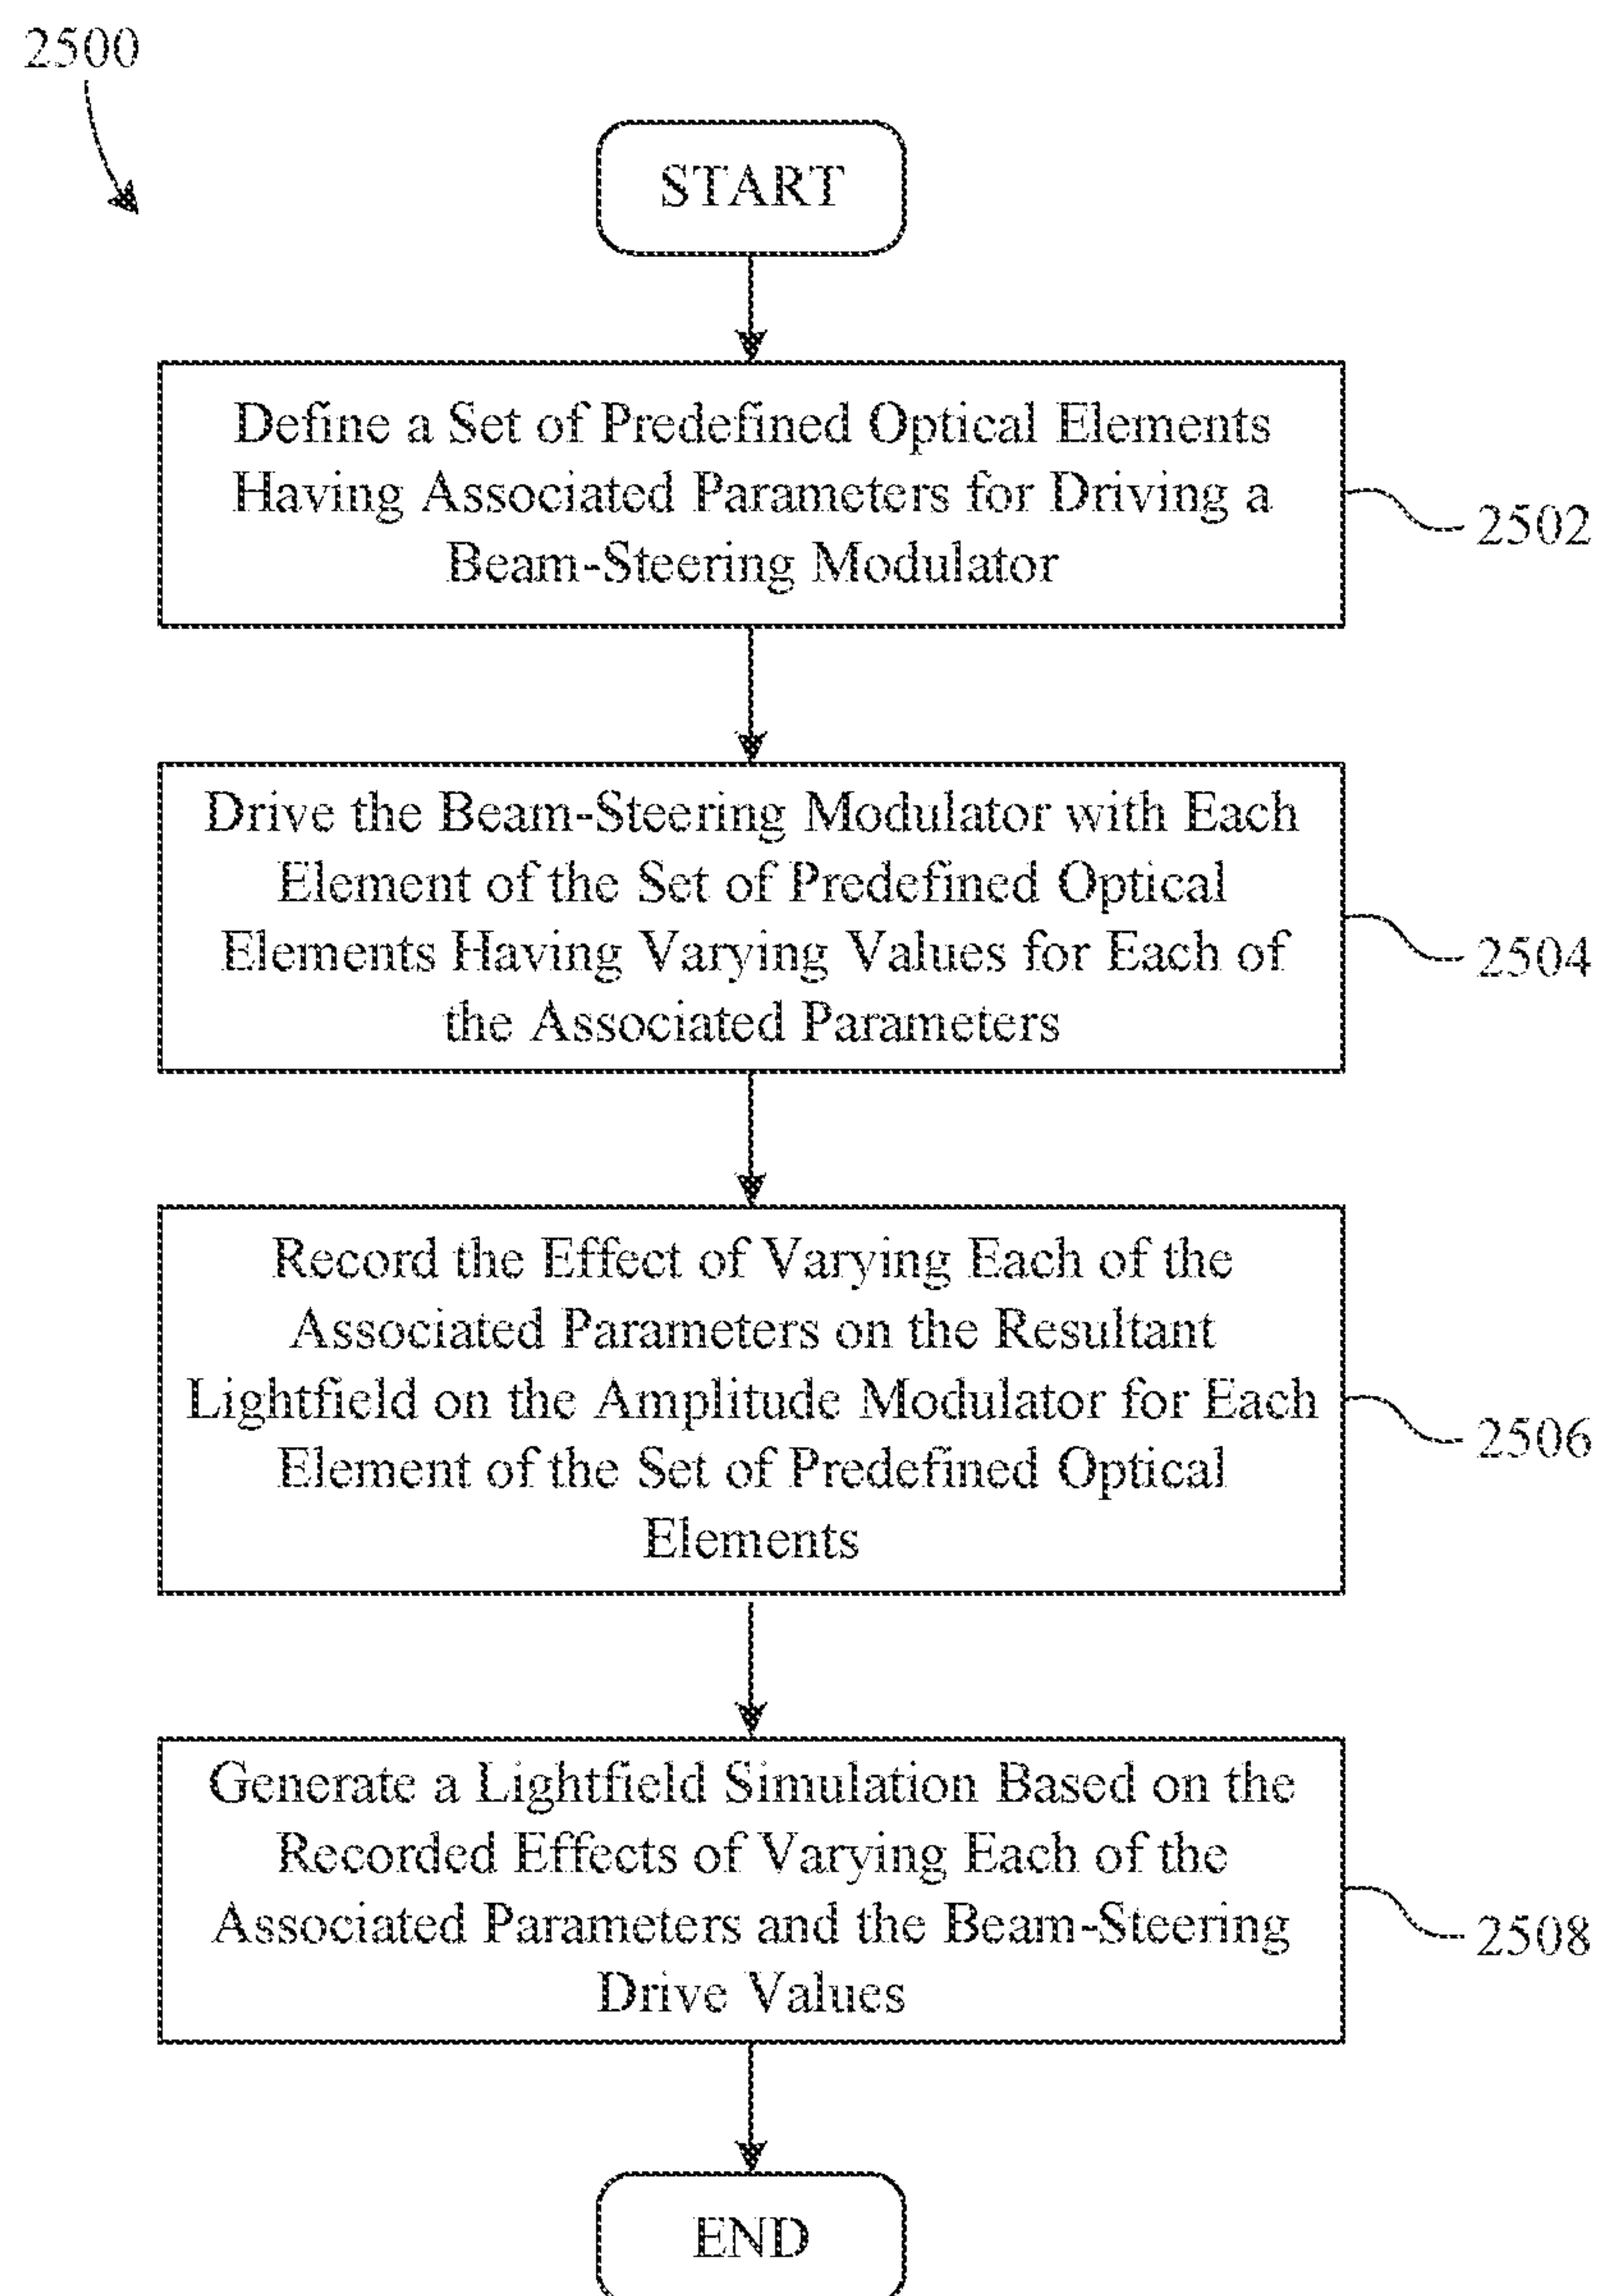 2500
START
Define a Set of Predefined Optical Elements
Having Associated Parameters for Driving a
Beam-Steering Modulator
2502
Drive the Beam-Steering Modulator with Each
Element of the Set of Predefined Optical
Elements Having Varying Values for Each of
the Associated Parameters
2504
Record the Effect of Varying Each of the
Associated Parameters on the Resultant
Lightfield on the Amplitude Modulator for Each
Element of the Set of Predefined Optical
Elements
2506
Generate a Lightfield Simulation Based on the
Recorded Effects of Varying Each of the
Associated Parameters and the Beam-Steering
Drive Values
2508
END